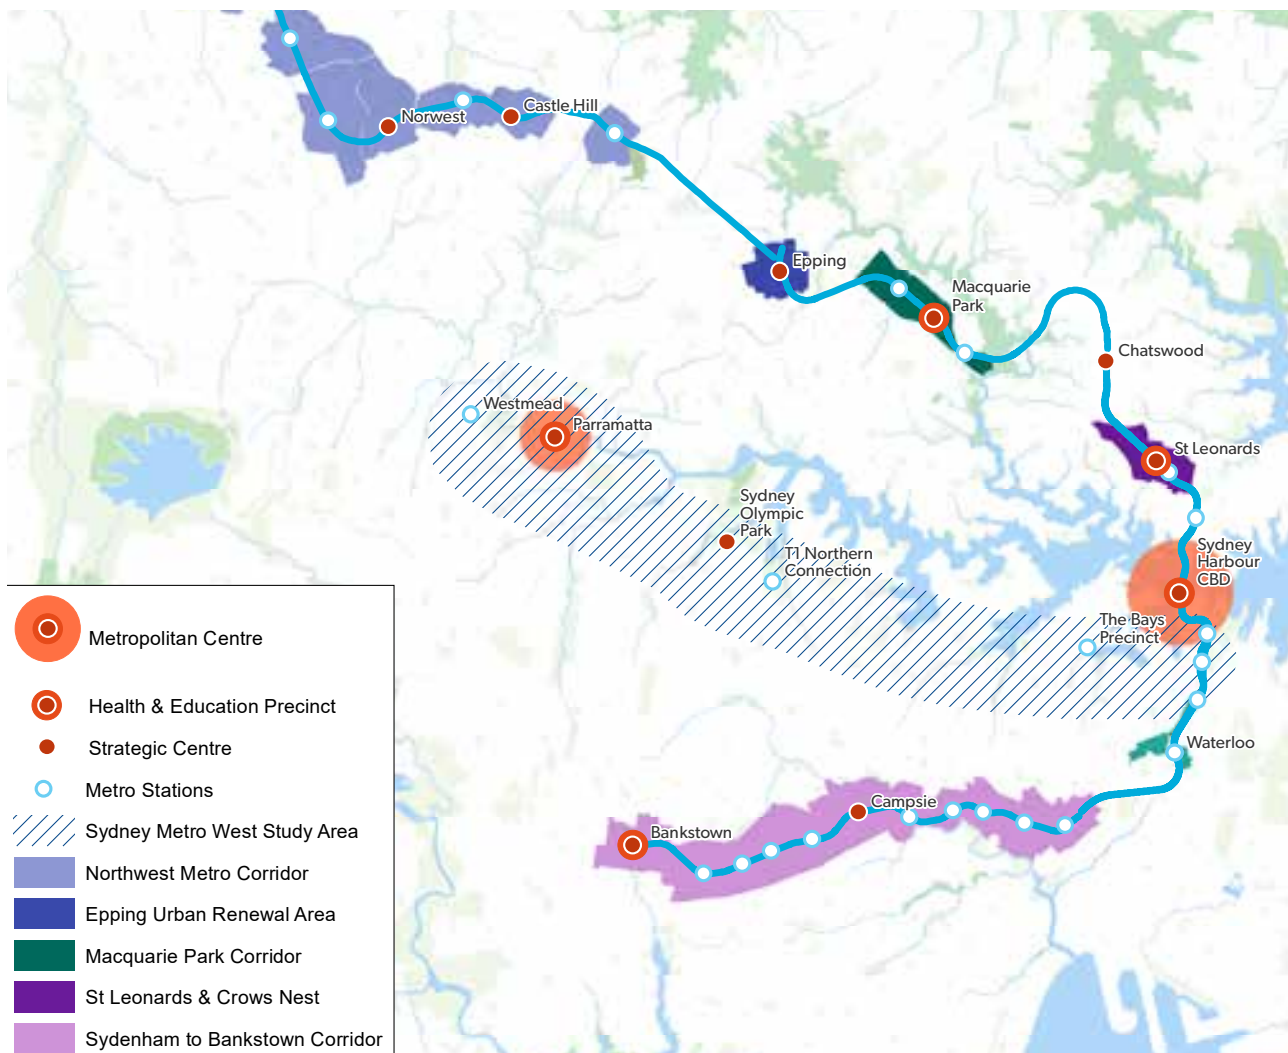 Norwest
Castle Hill
Epping
Macquarie
Park
Chatswood
Westmead
Parramatta
St Leonards
Sydney
Olympic
Park
T1 Northern
Connection
Sydney
Harbour
CBD
The Bays
Precinct
Waterloo
Campsie
Bankstown
Metropolitan Centre
Health & Education Precinct
Strategic Centre
Metro Stations
Sydney Metro West Study Area
Northwest Metro Corridor
Epping Urban Renewal Area
Macquarie Park Corridor
St Leonards & Crows Nest
Sydenham to Bankstown Corridor